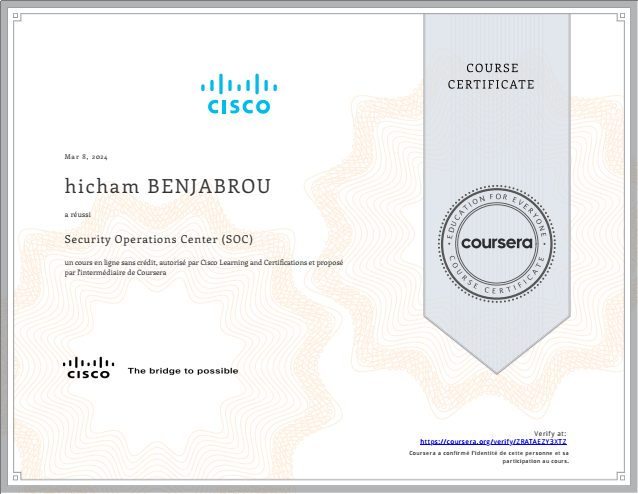 COURSE
CERTIFICATE
CISCO
Mar 8, 2024
hicham BENJABROU
a réussi
Security Operations Center (SOC)
un cours en ligne sans crédit, autorisé par Cisco Learning and Certifications et proposé
par l'intermédiaire de Coursera
EDUCATION FOR EVERYONE
coursera
COURSE CERTIFICATE
CISCO
The bridge to possible
Verify at:
https://coursera.org/verify/ZRATAEZY3XTZ
Coursera a confirmé l'identité de cette personne et sa
participation au cours.